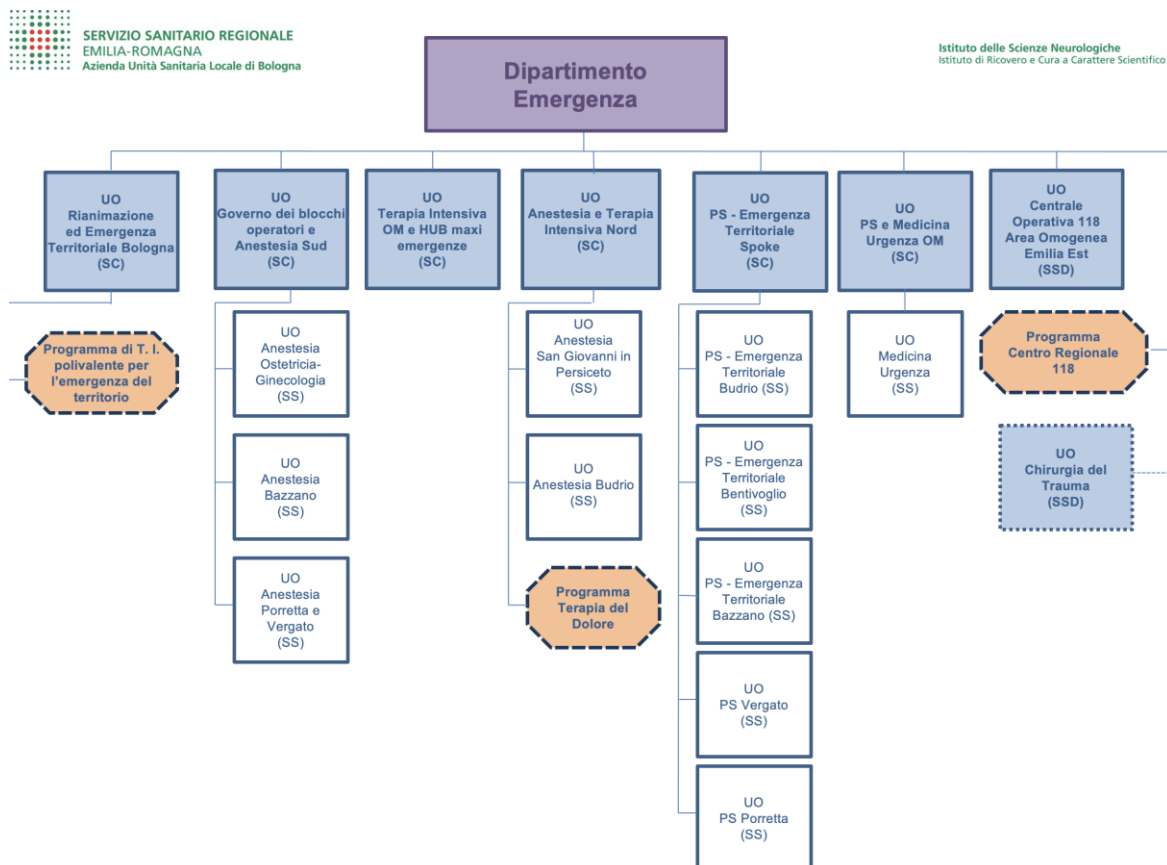 SERVIZIO SANITARIO REGIONALE
EMILIA-ROMAGNA
Azienda Unità Sanitaria Locale di Bologna
Istituto delle Scienze Neurologiche
Istituto di Ricovero e Cura a Carattere Scientifico
Dipartimento
Emergenza
UO
Rianimazione
ed Emergenza
Territoriale Bologna
(SC)
UO
Governo dei blocchi
operatori e
Anestesia Sud
(SC)
UO
Terapia Intensiva
OM e HUB maxi
emergenze
(SC)
UO
Anestesia e Terapia
Intensiva Nord
(SC)
UO
PS - Emergenza
Territoriale
Spoke
(SC)
UO
PS e Medicina
Urgenza OM
(SC)
UO
Centrale
Operativa 118
Area Omogenea
Emilia Est
(SSD)
Programma di T. I.
polivalente per
l'emergenza del
territorio
UO
Anestesia
Ostetricia-
Ginecologia
(SS)
UO
Anestesia
Bazzano
(SS)
UO
Anestesia
Porretta e
Vergato
(SS)
UO
Anestesia
San Giovanni in
Persiceto
(SS)
UO
Anestesia Budrio
(SS)
Programma
Terapia del
Dolore
UO
PS - Emergenza
Territoriale
Budrio (SS)
UO
PS - Emergenza
Territoriale
Bentivoglio
(SS)
UO
PS - Emergenza
Territoriale
Bazzano (SS)
UO
PS Vergato
(SS)
UO
PS Porretta
(SS)
UO
Medicina
Urgenza
(SS)
Programma
Centro Regionale
118
UO
Chirurgia del
Trauma
(SSD)